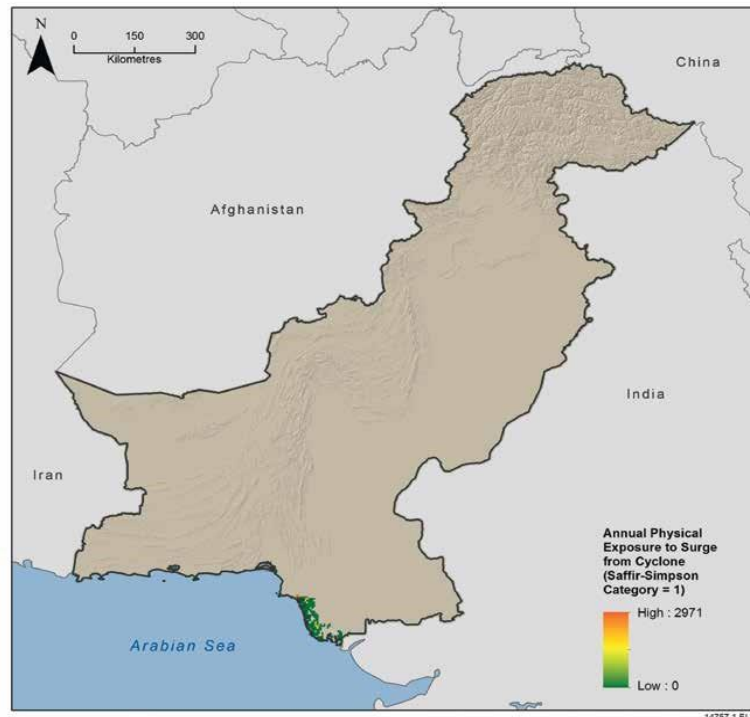 N
0 150 300
Kilometres
China
Afghanistan
India
Iran
Arabian Sea
Annual Physical
Exposure to Surge
from Cyclone
(Saffir-Simpson
Category = 1)
High : 2971
Low : 0